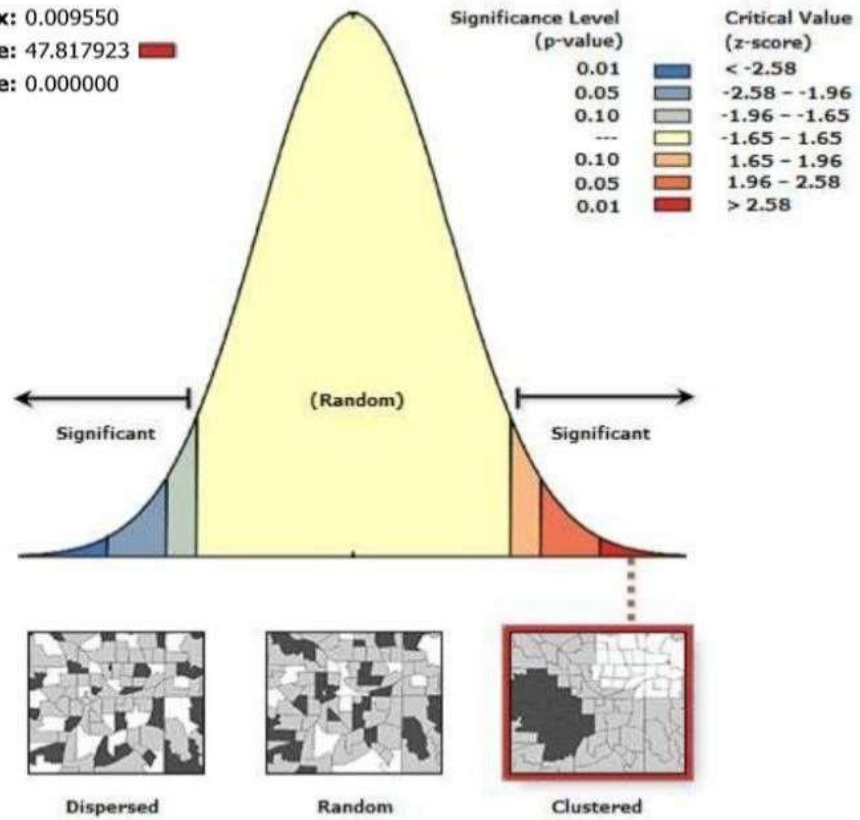 x: 0.009550
e: 47.817923
e: 0.000000
Significance Level
(p-value)
Critical Value
(z-score)
0.01 < -2.58
0.05 -2.58 – -1.96
0.10 -1.96 – -1.65
--- -1.65 – 1.65
0.10 1.65 – 1.96
0.05 1.96 – 2.58
0.01 > 2.58
(Random)
Significant
Significant
Dispersed
Random
Clustered